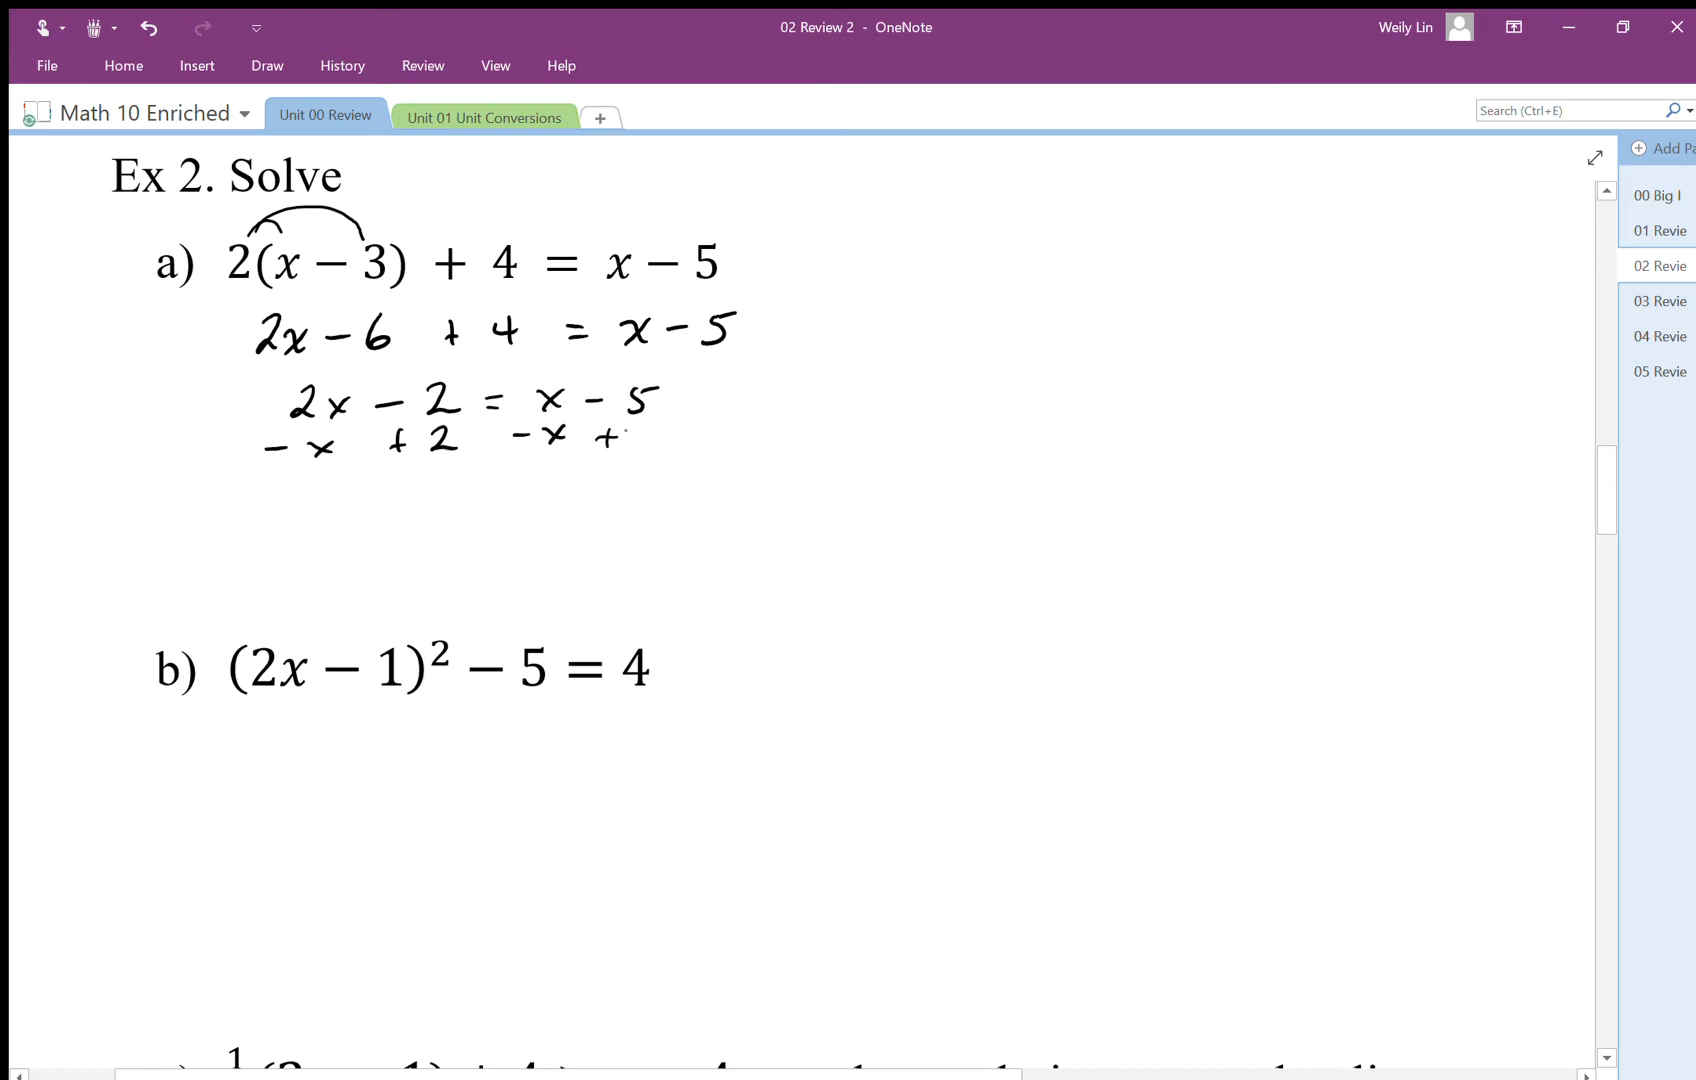 02 Review 2 - OneNote
Weily Lin
File Home Insert Draw History Review View Help
Math 10 Enriched
Unit 00 Review
Unit 01 Unit Conversions
+
Search (Ctrl+E)
Add Pa
00 Big I
01 Revie
02 Revie
03 Revie
04 Revie
05 Revie
Ex 2. Solve
a) 2(x − 3) + 4 = x − 5
2x − 6 + 4 = x − 5
2x − 2 = x − 5
− x + 2 − x +
b) (2x − 1)² − 5 = 4